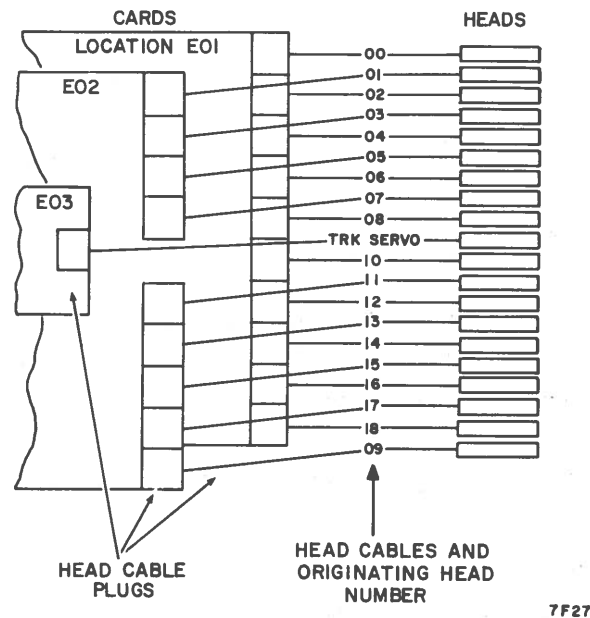 CARDS
HEADS
LOCATION E01
00
E02
01
02
03
04
05
06
E03
07
08
TRK SERVO
10
11
12
13
14
15
16
17
18
09
HEAD CABLE
PLUGS
HEAD CABLES AND
ORIGINATING HEAD
NUMBER
7F27